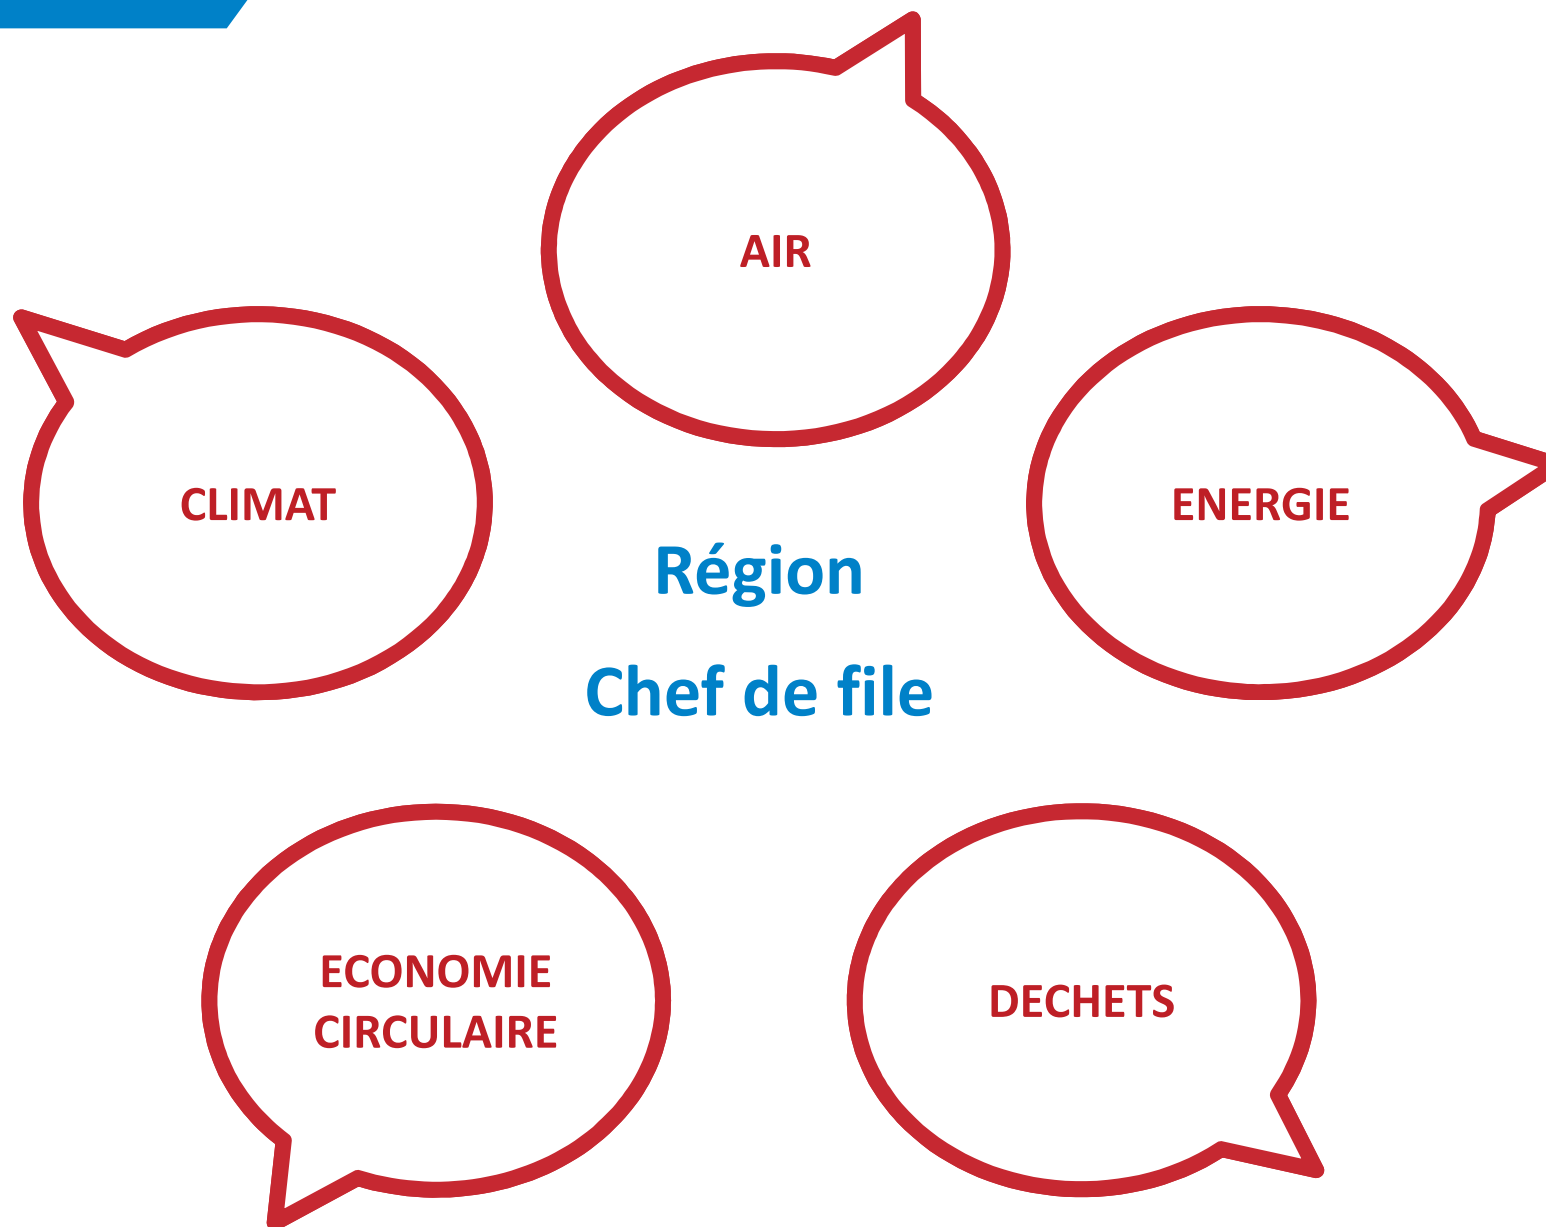 AIR
CLIMAT
ENERGIE
Région
Chef de file
ECONOMIE
CIRCULAIRE
DECHETS